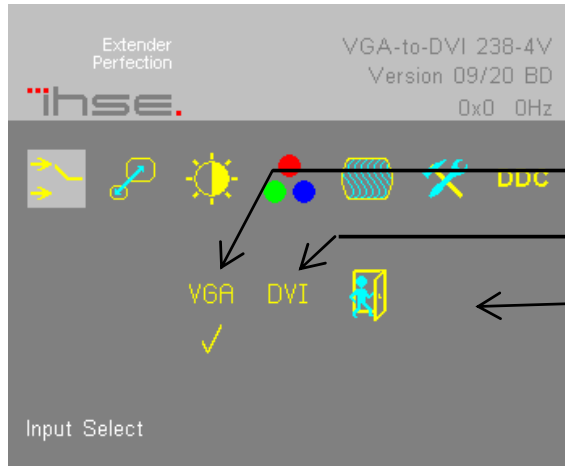 Extender
Perfection
ihse.
VGA-to-DVI 238-4V
Version 09/20 BD
0x0 0Hz
DDC
VGA DVI
Input Select